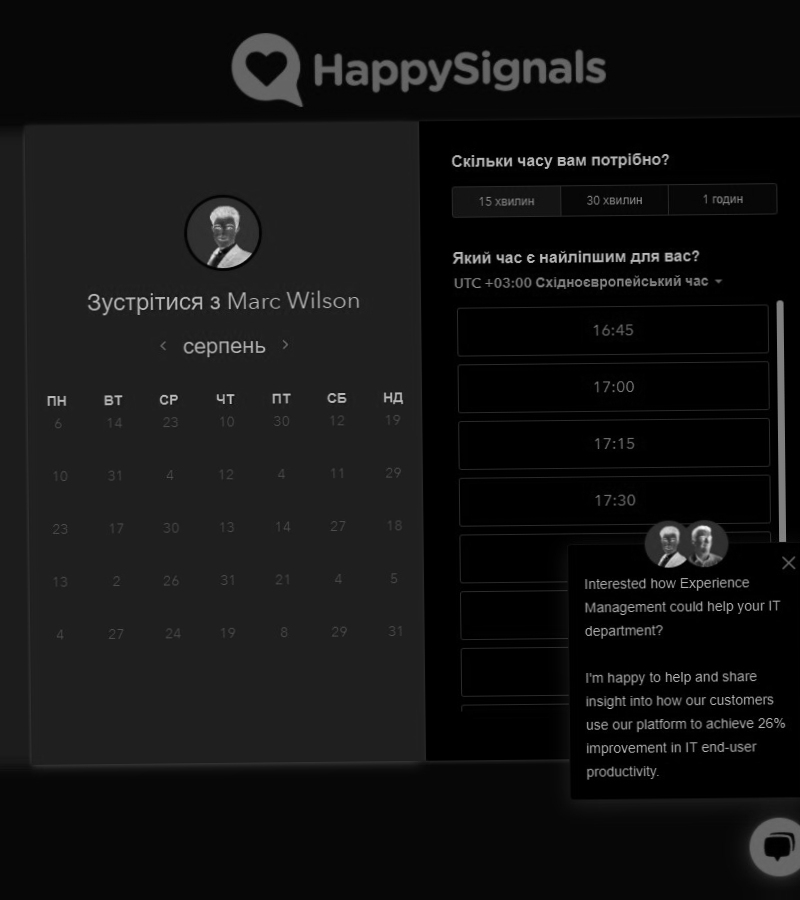 HappySignals
Зустрітися з Marc Wilson
серпень
ПН ВТ СР ЧТ ПТ СБ НД
6 14 23 10 30 12 19
10 31 4 12 4 11 29
23 17 30 13 14 27 18
13 2 26 31 21 4 5
4 27 24 19 8 29 31
Скільки часу вам потрібно?
15 хвилин 30 хвилин 1 годин
Який час є найліпшим для вас?
UTC +03:00 Східноєвропейський час
16:45
17:00
17:15
17:30
Interested how Experience
Management could help your IT
department?
I'm happy to help and share
insight into how our customers
use our platform to achieve 26%
improvement in IT end-user
productivity.